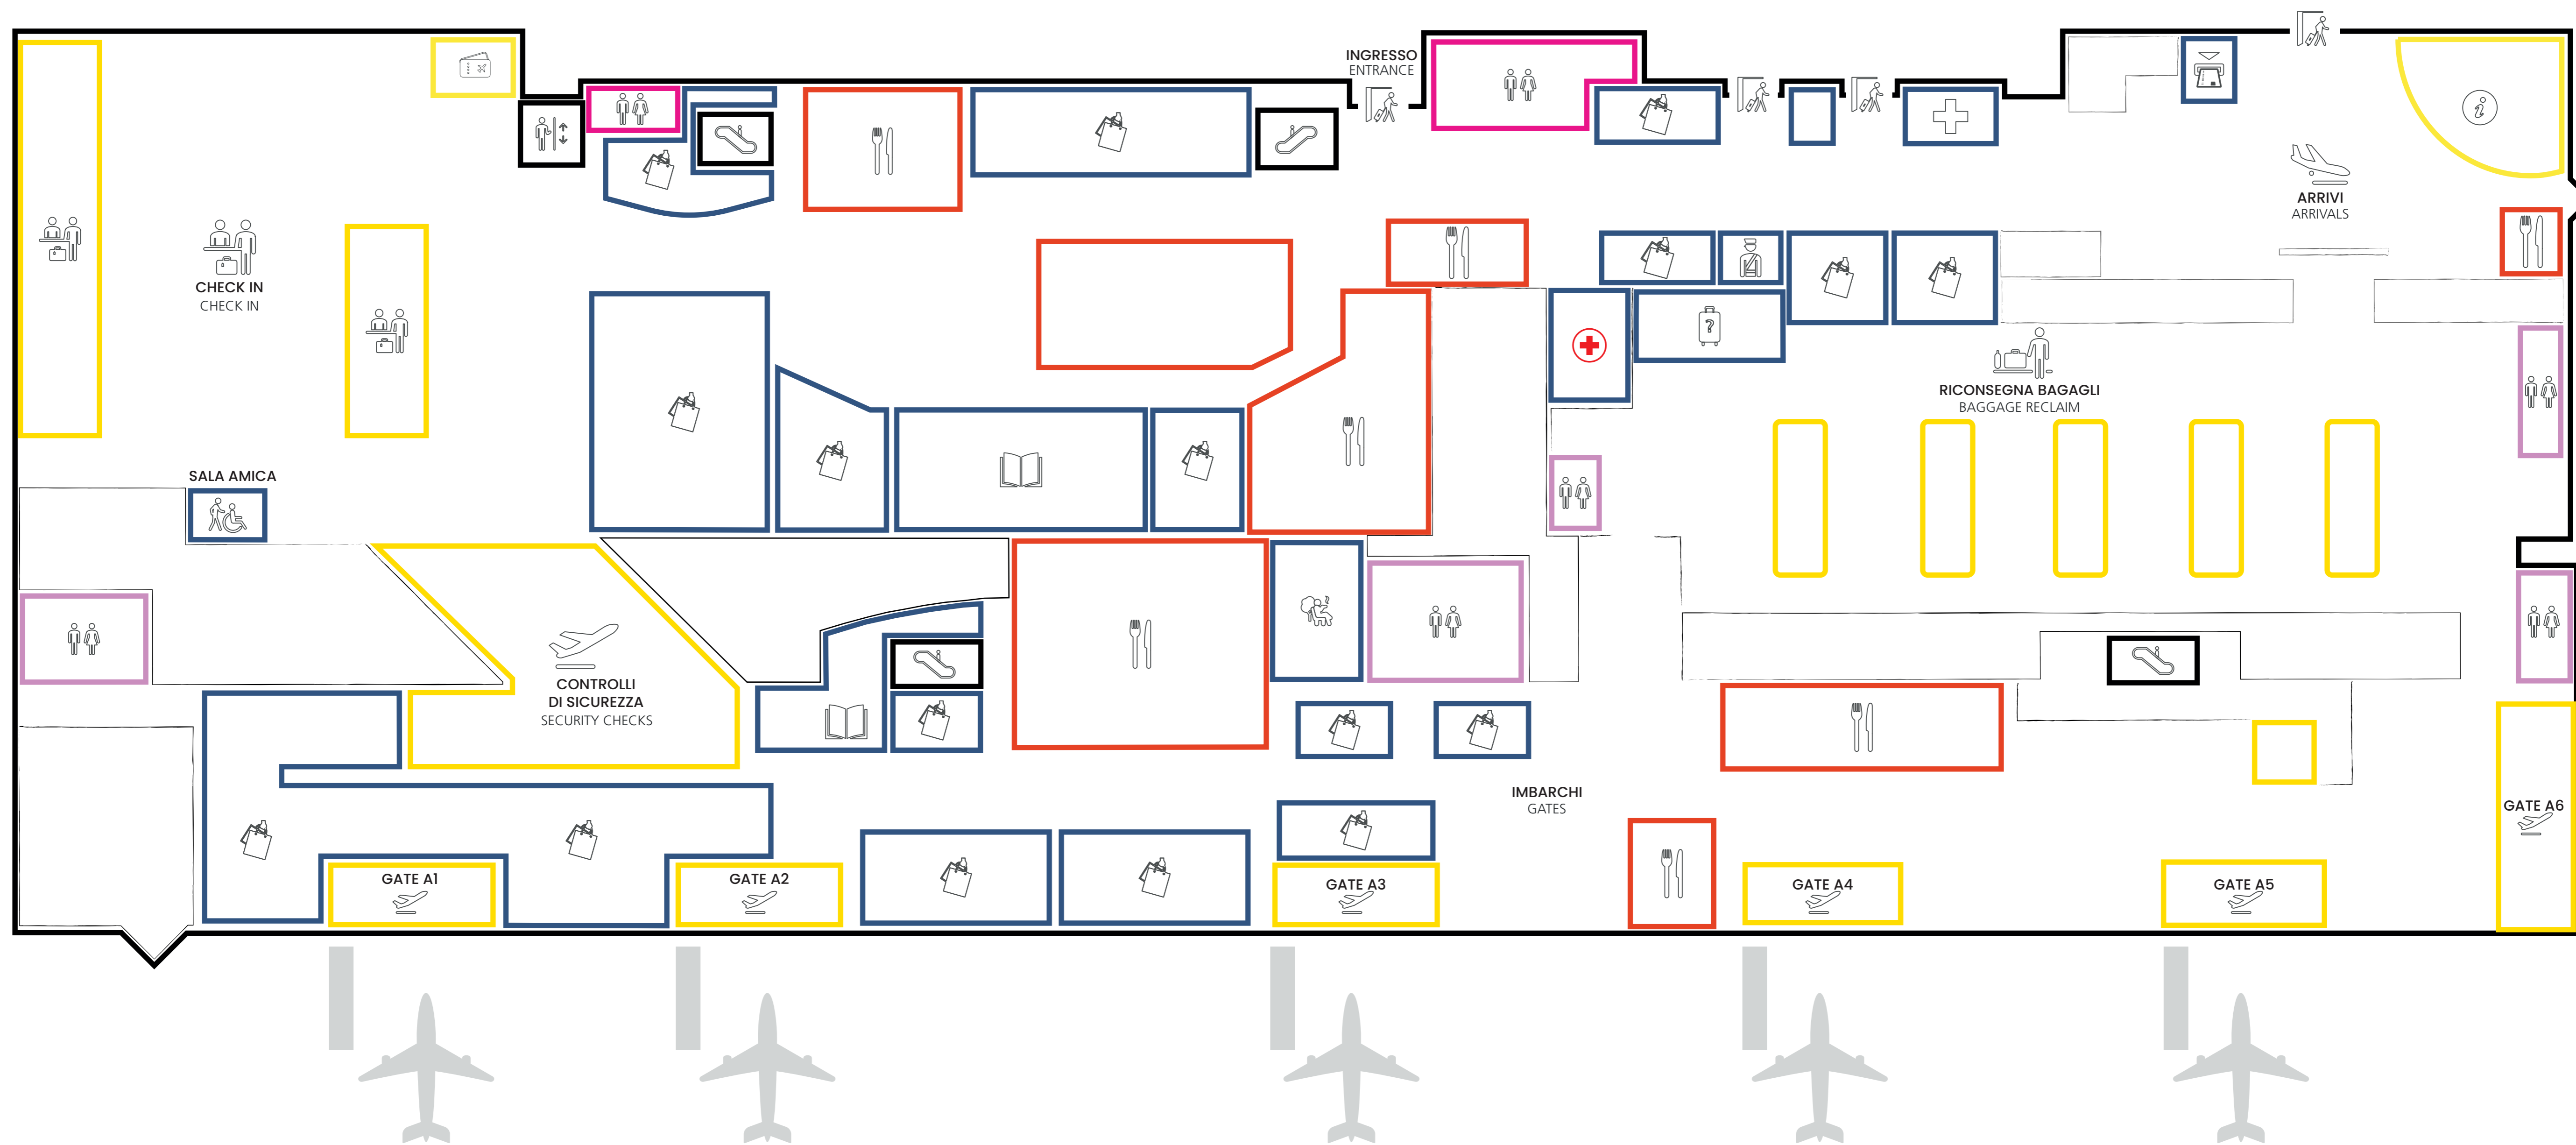 INGRESSO
ENTRANCE
ARRIVI
ARRIVALS
CHECK IN
CHECK IN
RICONSEGNA BAGAGLI
BAGGAGE RECLAIM
SALA AMICA
CONTROLLI
DI SICUREZZA
SECURITY CHECKS
IMBARCHI
GATES
GATE A6
GATE A1
GATE A2
GATE A3
GATE A4
GATE A5